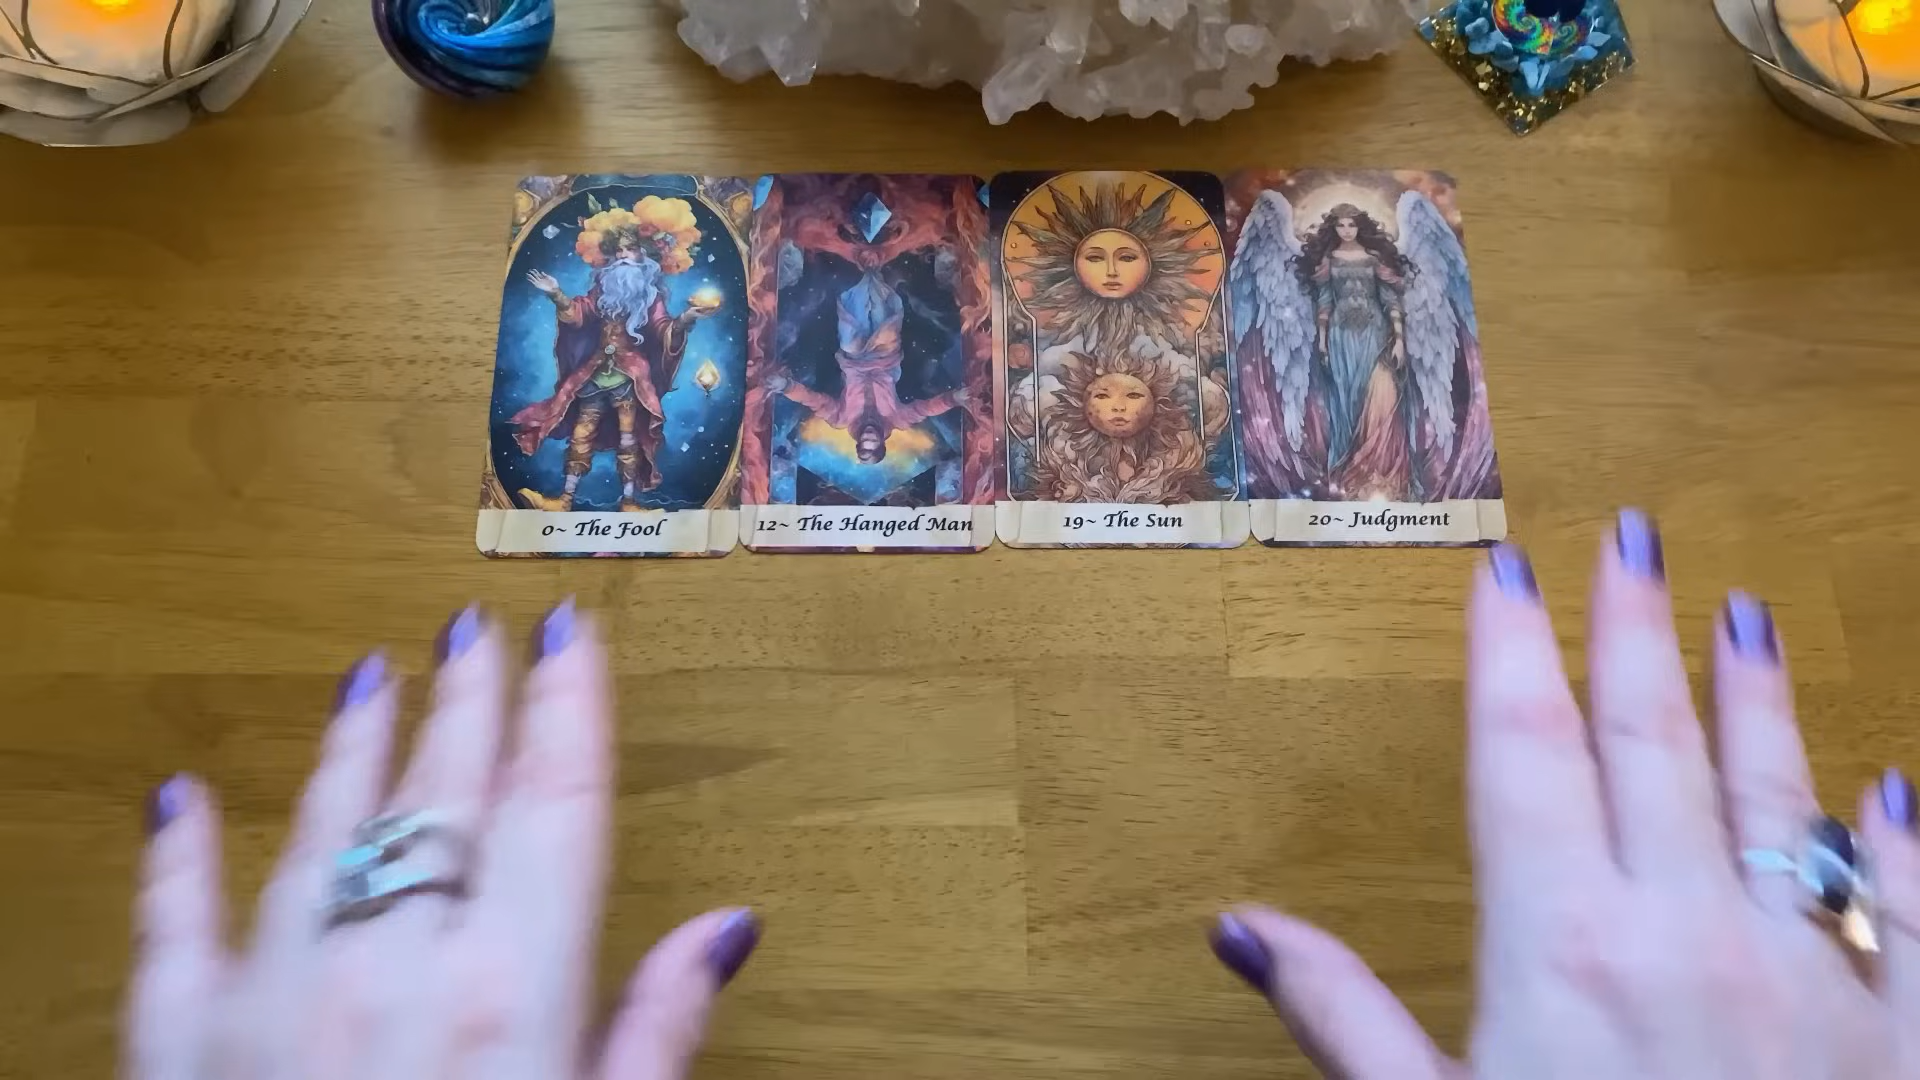 0~ The Fool
12~ The Hanged Man
19~ The Sun
20~ Judgment